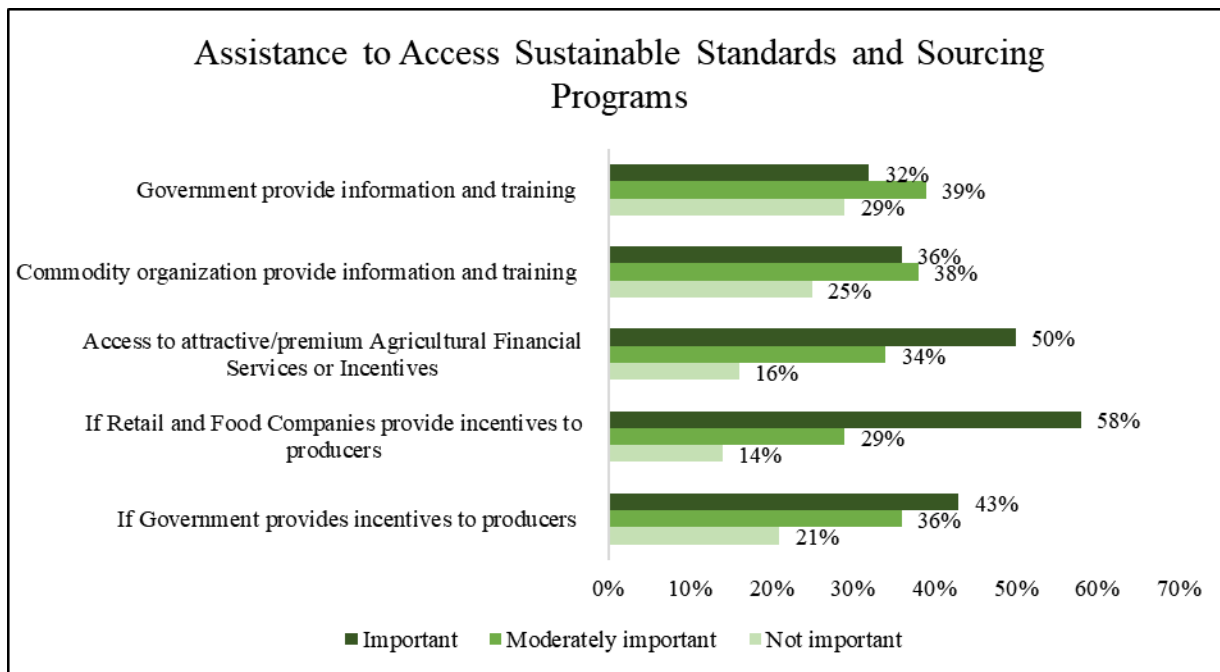 Assistance to Access Sustainable Standards and Sourcing
Programs
Government provide information and training
32%
39%
29%
Commodity organization provide information and training
36%
38%
25%
Access to attractive/premium Agricultural Financial
Services or Incentives
50%
34%
16%
If Retail and Food Companies provide incentives to
producers
58%
29%
14%
If Government provides incentives to producers
43%
36%
21%
0% 10% 20% 30% 40% 50% 60% 70%
Important Moderately important Not important